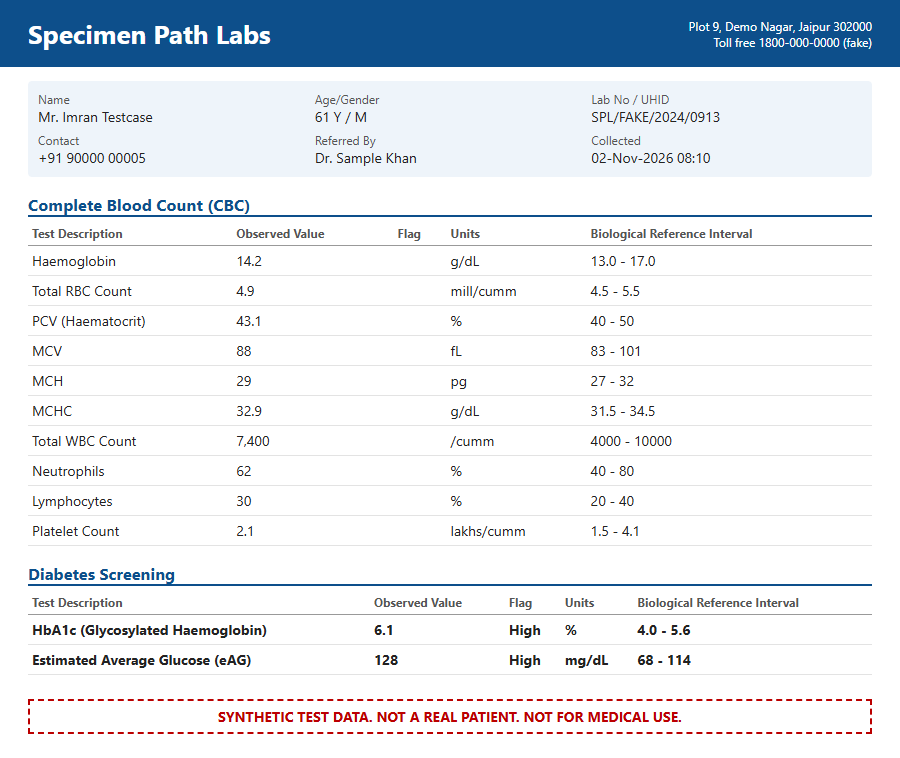 Specimen Path Labs
Plot 9, Demo Nagar, Jaipur 302000
Toll free 1800-000-0000 (fake)
Name Age/Gender Lab No / UHID
Mr. Imran Testcase 61 Y / M SPL/FAKE/2024/0913
Contact Referred By Collected
+91 90000 00005 Dr. Sample Khan 02-Nov-2026 08:10
Complete Blood Count (CBC)
Test Description Observed Value Flag Units Biological Reference Interval
Haemoglobin 14.2 g/dL 13.0 - 17.0
Total RBC Count 4.9 mill/cumm 4.5 - 5.5
PCV (Haematocrit) 43.1 % 40 - 50
MCV 88 fL 83 - 101
MCH 29 pg 27 - 32
MCHC 32.9 g/dL 31.5 - 34.5
Total WBC Count 7,400 /cumm 4000 - 10000
Neutrophils 62 % 40 - 80
Lymphocytes 30 % 20 - 40
Platelet Count 2.1 lakhs/cumm 1.5 - 4.1
Diabetes Screening
Test Description Observed Value Flag Units Biological Reference Interval
HbA1c (Glycosylated Haemoglobin) 6.1 High % 4.0 - 5.6
Estimated Average Glucose (eAG) 128 High mg/dL 68 - 114
SYNTHETIC TEST DATA. NOT A REAL PATIENT. NOT FOR MEDICAL USE.